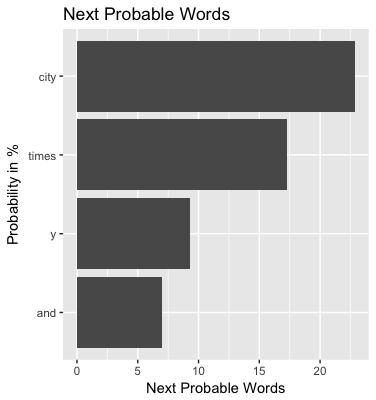 Next Probable Words
city
times
y
and
Probability in %
0 5 10 15 20
Next Probable Words